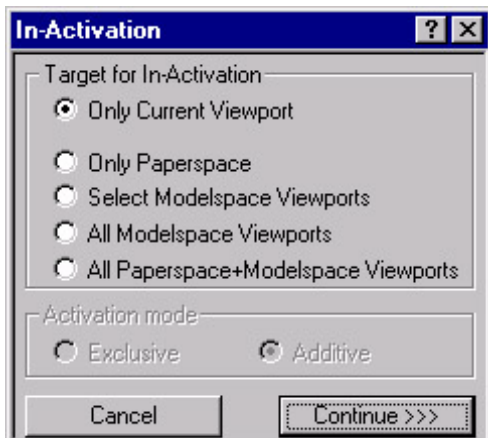 In-Activation
Target for In-Activation
Only Current Viewport
Only Paperspace
Select Modelspace Viewports
All Modelspace Viewports
All Paperspace+Modelspace Viewports
Activation mode
Exclusive Additive
Cancel Continue >>>